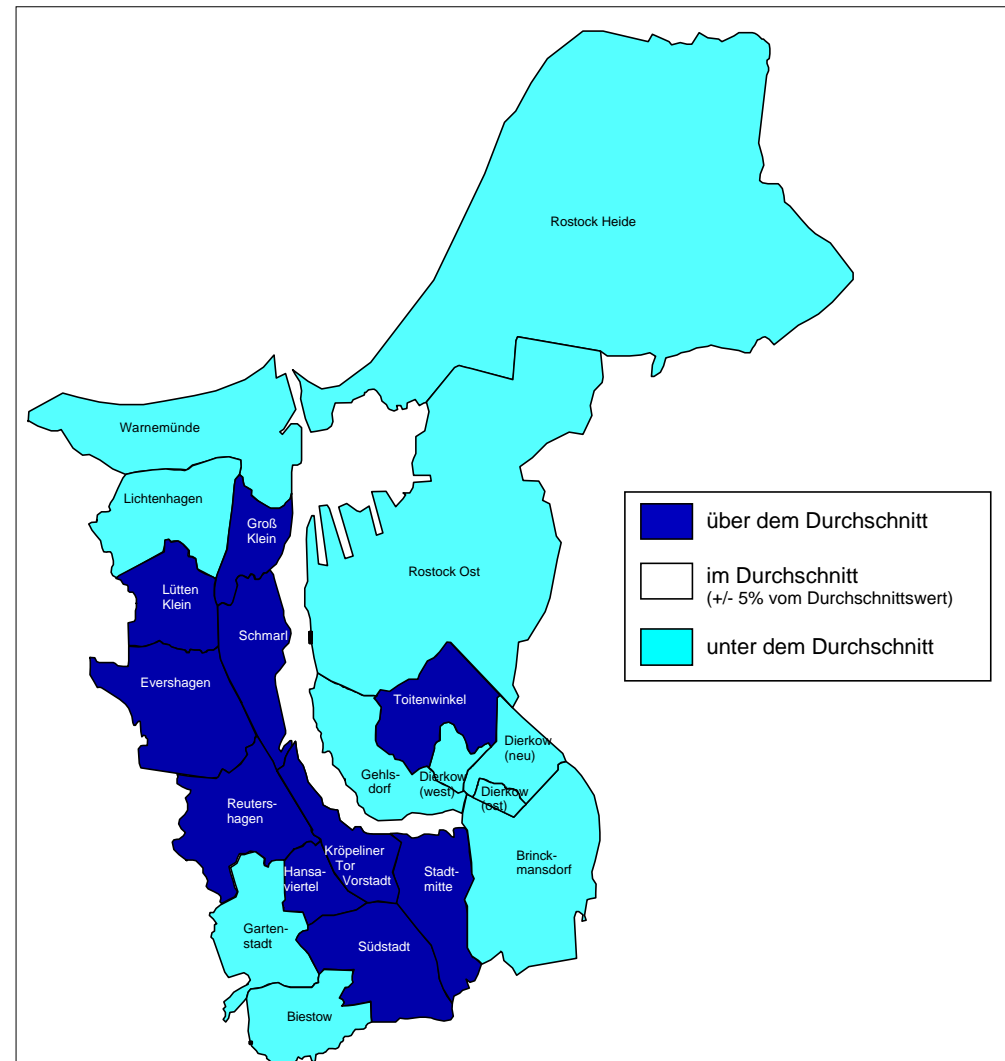 Rostock Heide
Warnemünde
Lichtenhagen
Groß
Klein
Rostock Ost
Lütten
Klein
Schmarl
Evershagen
Toitenwinkel
Dierkow
(neu)
Gehls-
dorf
Dierkow
(west)
Dierkow
(ost)
Reuters-
hagen
Kröpeliner
Tor
Vorstadt
Hansa-
viertel
Stadt-
mitte
Brinck-
mansdorf
Garten-
stadt
Südstadt
Biestow
über dem Durchschnitt
im Durchschnitt
(+/- 5% vom Durchschnittswert)
unter dem Durchschnitt